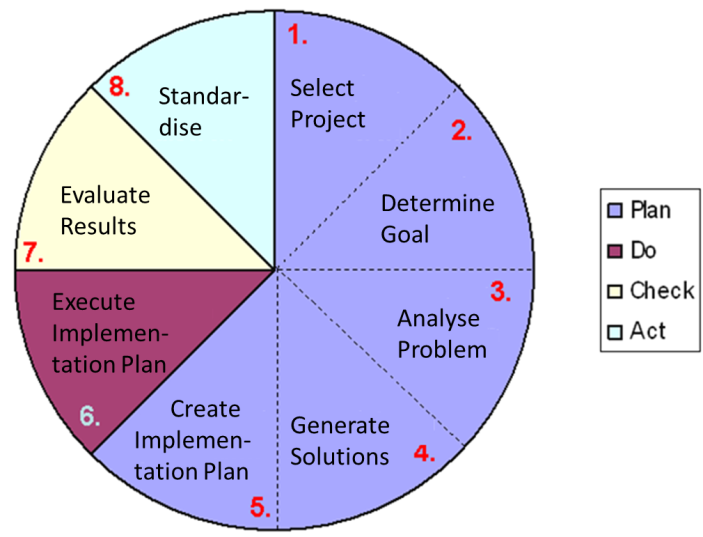 1.
Select
Project
2.
Determine
Goal
3.
Analyse
Problem
4.
Generate
Solutions
5.
Create
Implemen-
tation Plan
6.
Execute
Implemen-
tation Plan
7.
Evaluate
Results
8.
Standar-
dise
Plan
Do
Check
Act